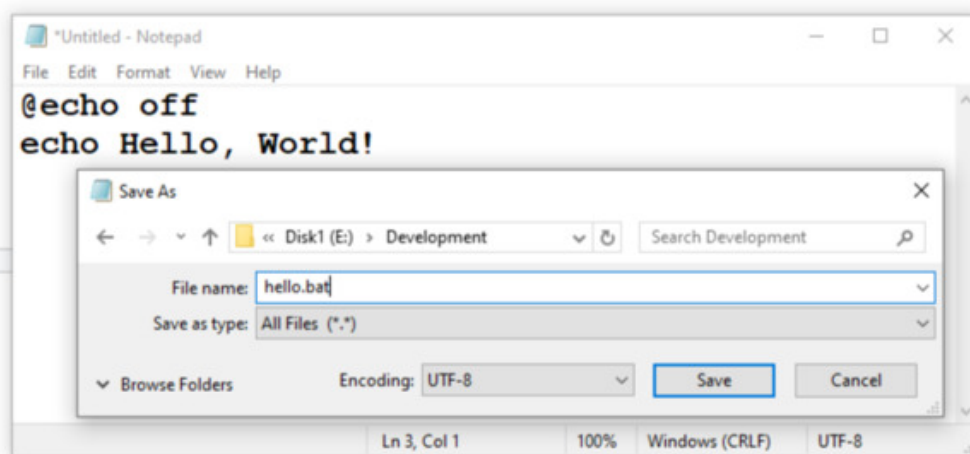 *Untitled - Notepad
File Edit Format View Help
@echo off
echo Hello, World!
Save As
« Disk1 (E:) › Development Search Development
File name: hello.bat
Save as type: All Files (*.*)
Browse Folders Encoding: UTF-8 Save Cancel
Ln 3, Col 1 100% Windows (CRLF) UTF-8